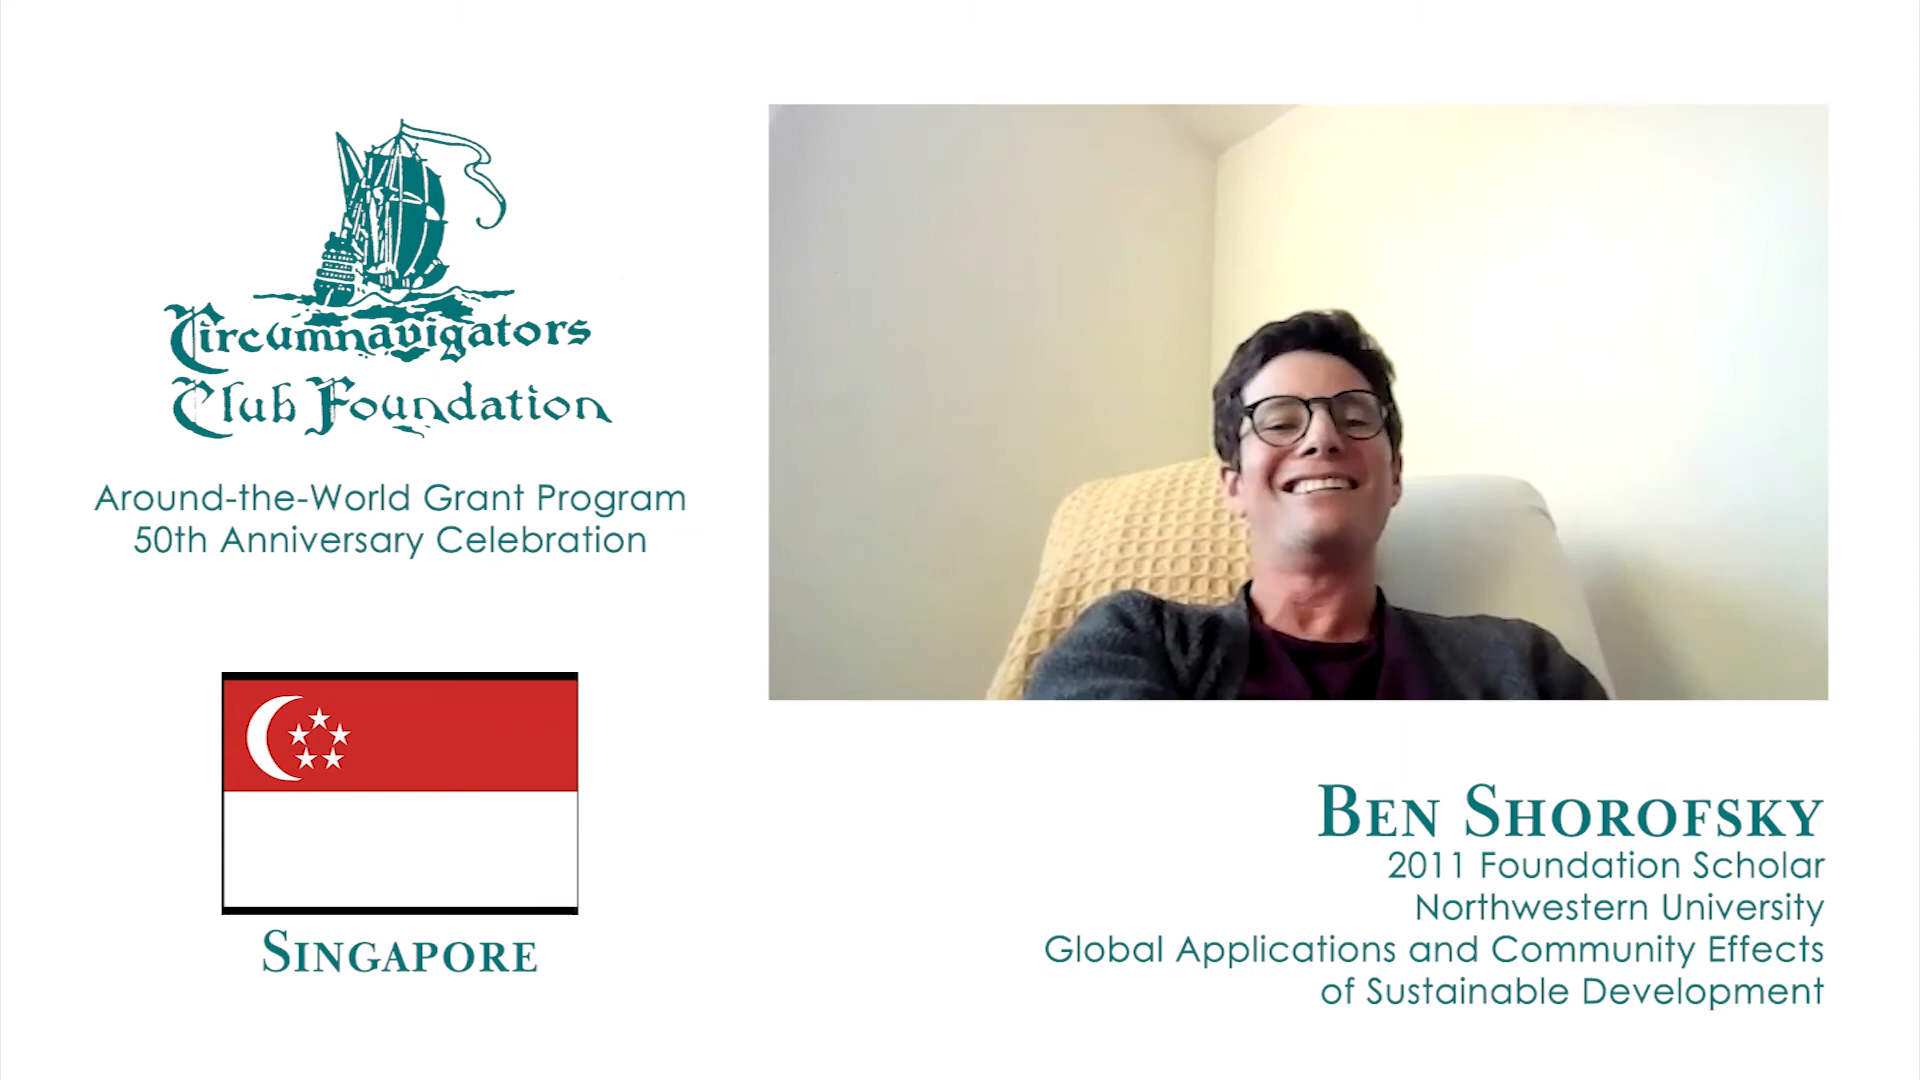 Circumnavigators
Club Foundation
Around-the-World Grant Program
50th Anniversary Celebration
Singapore
Ben Shorofsky
2011 Foundation Scholar
Northwestern University
Global Applications and Community Effects
of Sustainable Development